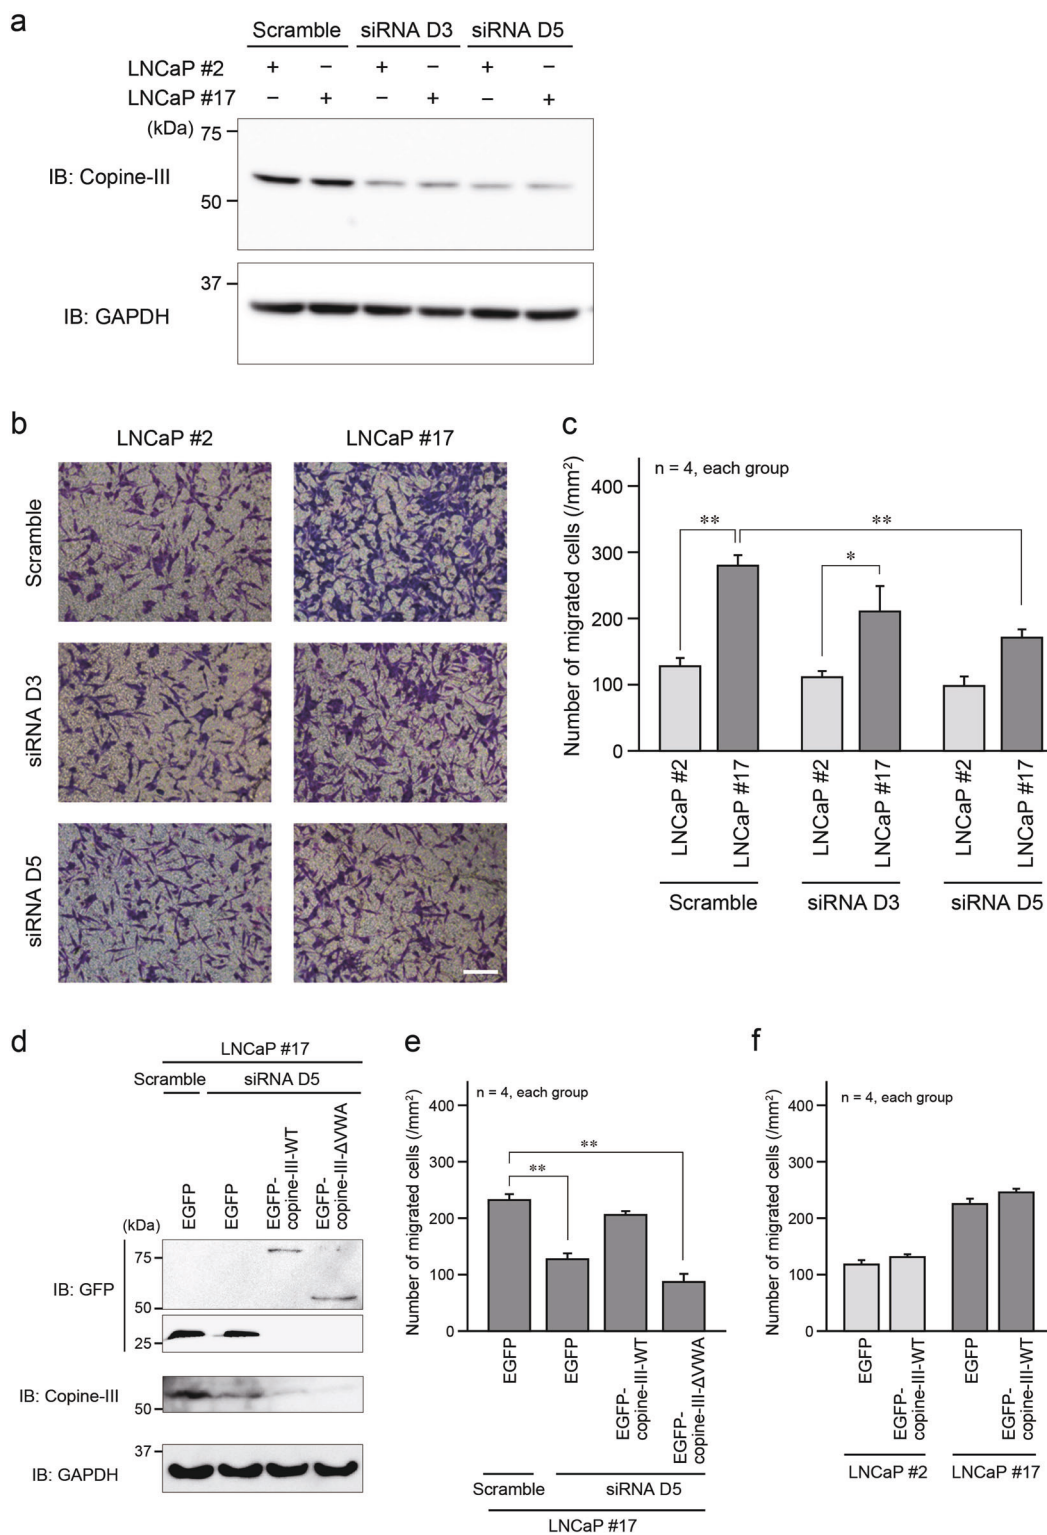 a
Scramble siRNA D3 siRNA D5
LNCaP #2 + − + − + −
LNCaP #17 − + − + − +
(kDa)
75
IB: Copine-III
50
37
IB: GAPDH
b
LNCaP #2 LNCaP #17
Scramble
siRNA D3
siRNA D5
c
n = 4, each group
Number of migrated cells (/mm²)
400
300
200
100
0
** ** *
LNCaP #2 LNCaP #17 LNCaP #2 LNCaP #17 LNCaP #2 LNCaP #17
Scramble siRNA D3 siRNA D5
d
LNCaP #17
Scramble siRNA D5
EGFP EGFP EGFP-copine-III-WT EGFP-copine-III-ΔVWA
(kDa)
75
IB: GFP
50
25
IB: Copine-III
50
37
IB: GAPDH
e
n = 4, each group
Number of migrated cells (/mm²)
400
300
200
100
0
** **
EGFP EGFP EGFP-copine-III-WT EGFP-copine-III-ΔVWA
Scramble siRNA D5
LNCaP #17
f
n = 4, each group
Number of migrated cells (/mm²)
400
300
200
100
0
EGFP EGFP-copine-III-WT EGFP EGFP-copine-III-WT
LNCaP #2 LNCaP #17